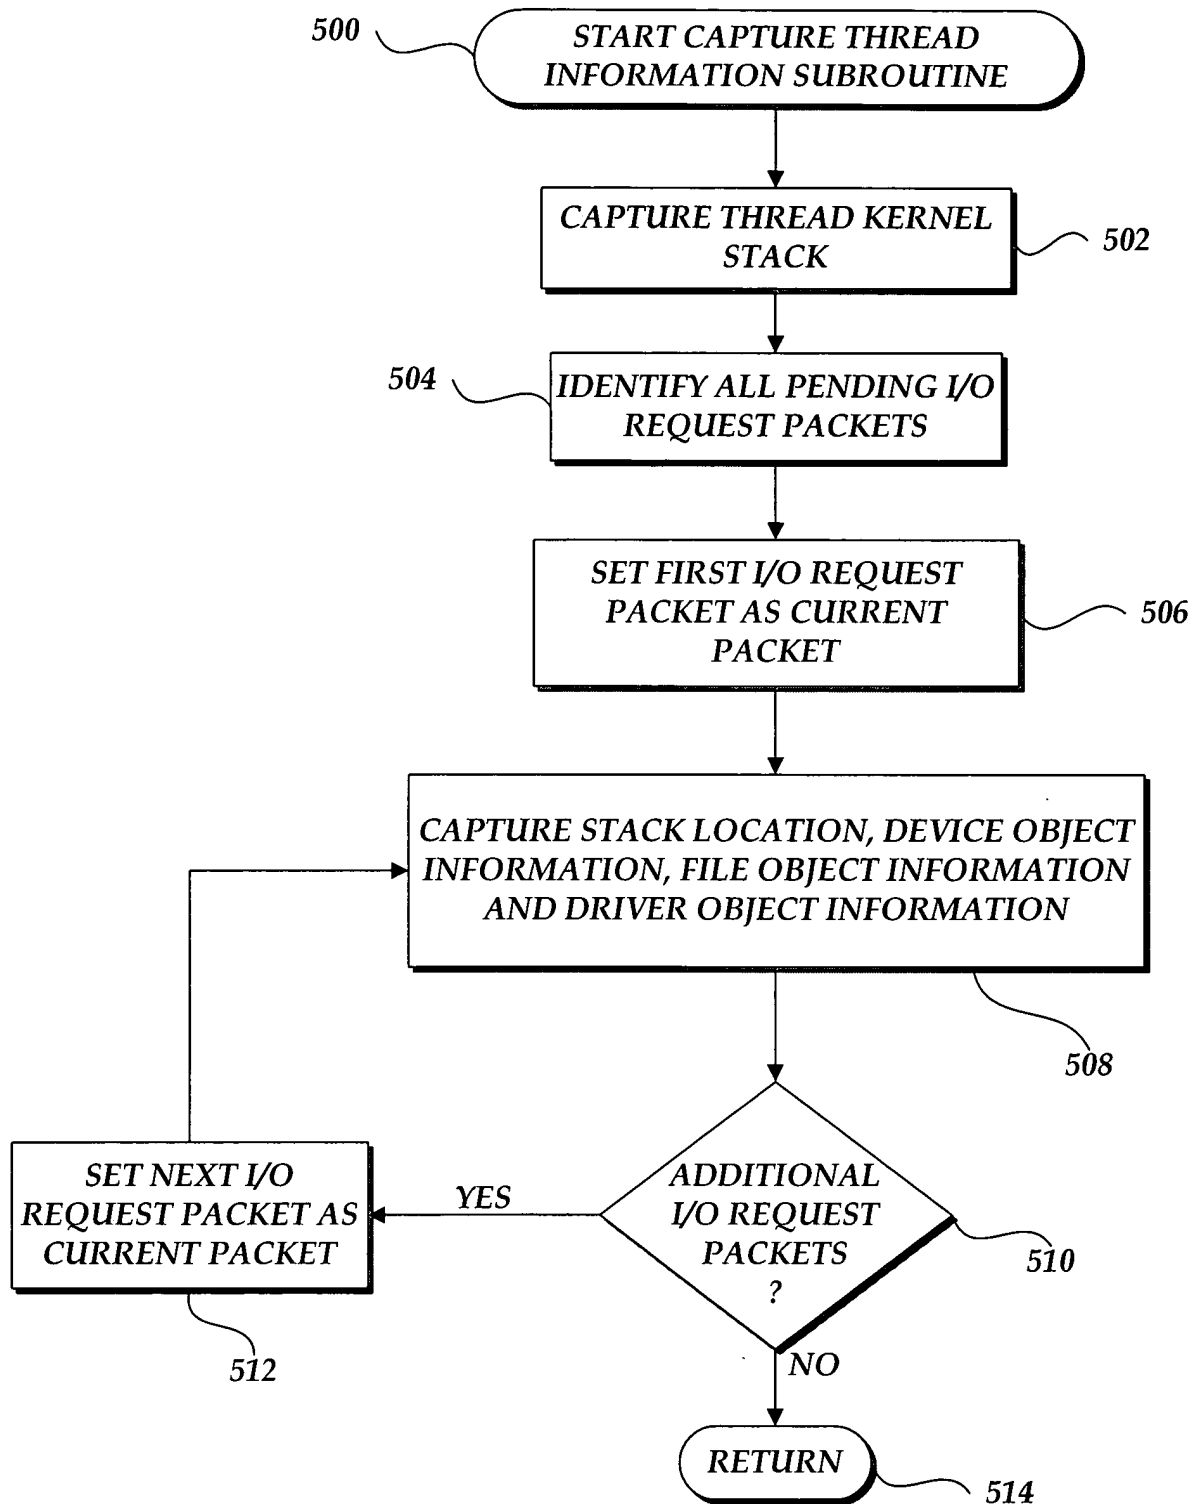 500
START CAPTURE THREAD
INFORMATION SUBROUTINE
CAPTURE THREAD KERNEL
STACK
502
504
IDENTIFY ALL PENDING I/O
REQUEST PACKETS
SET FIRST I/O REQUEST
PACKET AS CURRENT
PACKET
506
CAPTURE STACK LOCATION, DEVICE OBJECT
INFORMATION, FILE OBJECT INFORMATION
AND DRIVER OBJECT INFORMATION
508
SET NEXT I/O
REQUEST PACKET AS
CURRENT PACKET
512
YES
ADDITIONAL
I/O REQUEST
PACKETS
?
510
NO
RETURN
514